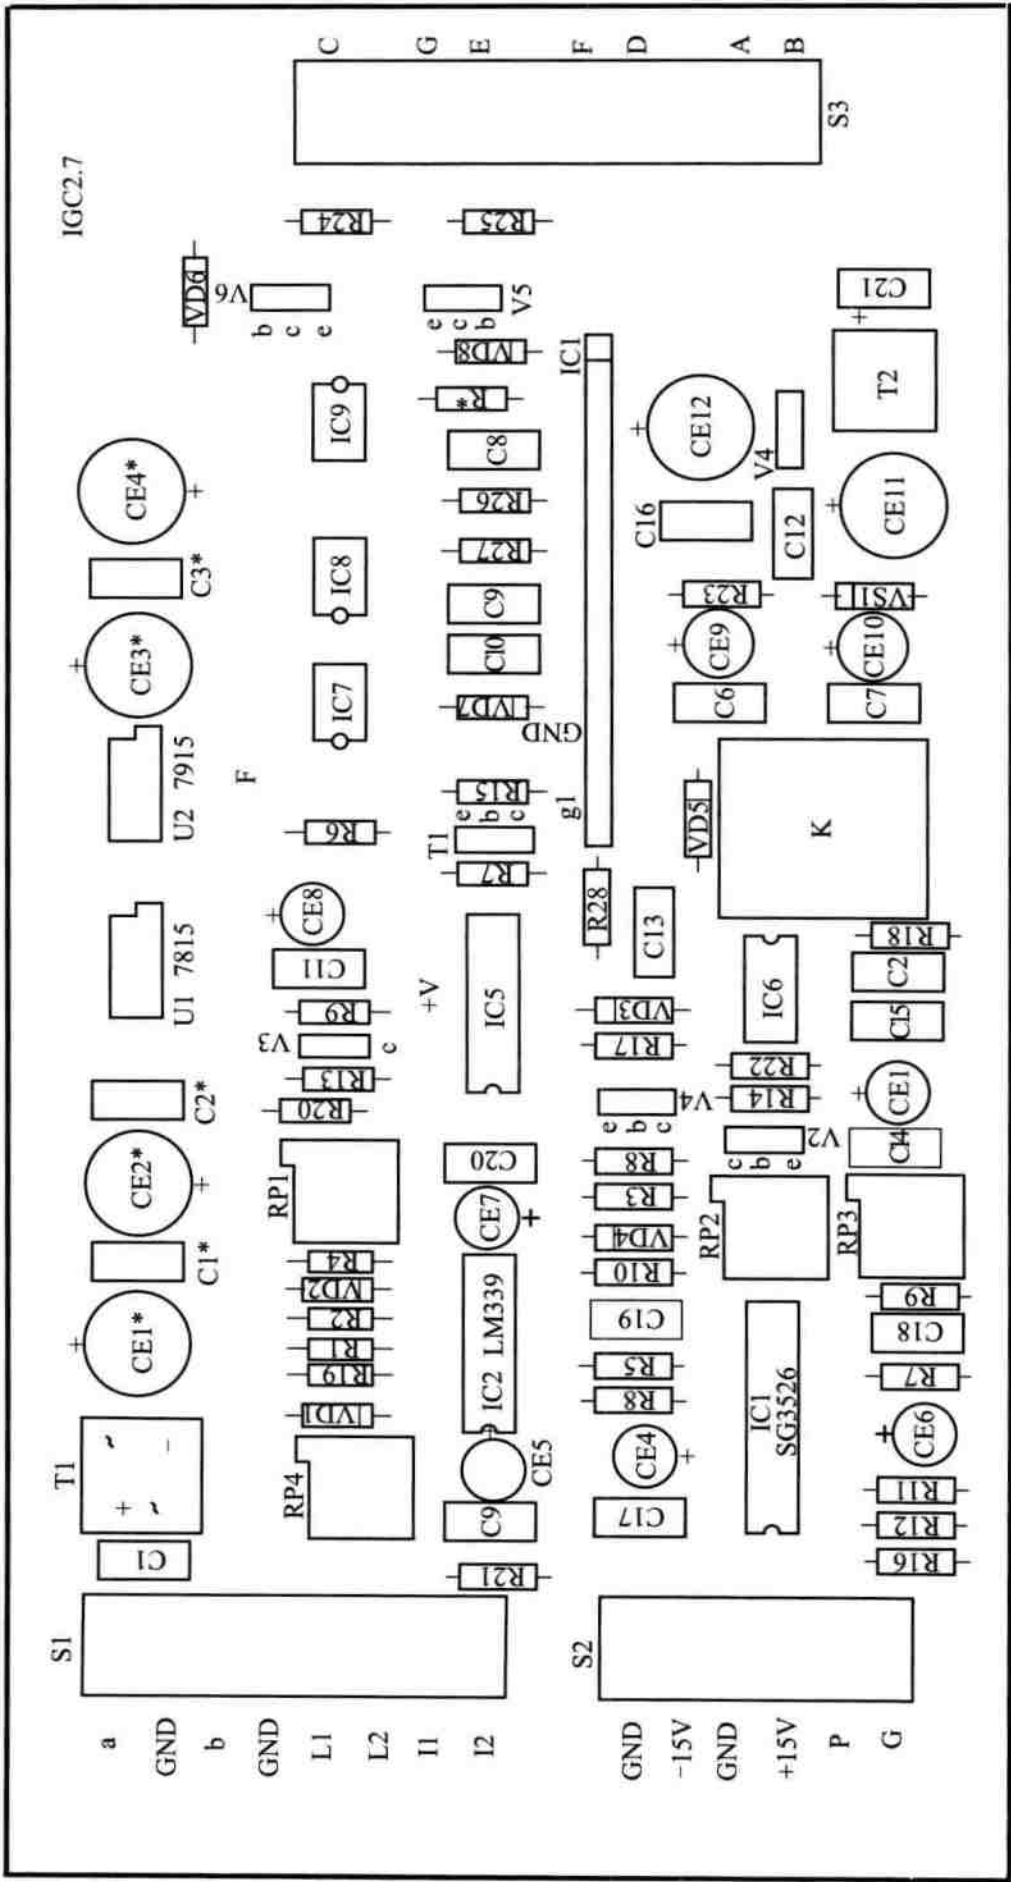 IGC2.7
S1
a
GND
b
GND
L1
L2
I1
I2
C1
T1
+
~
~
−
CE1*
+
C1*
CE2*
+
C2*
U1 7815
U2 7915
F
CE3*
+
C3*
CE4*
+
VD6
V6
b
c
e
R24
RP4
VD1
R19
R1
R2
VD2
R4
RP1
R20
R13
V3
c
R9
C11
CE8
+
R6
IC7
IC8
IC9
R21
C9
CE5
+
IC2 LM339
CE7
+
C20
IC5
+V
R7
T1
e
b
c
R15
VD7
C10
C9
R27
R26
C8
R*
VD8
e
c
b
V5
R25
g1
GND
IC1
S2
GND
−15V
GND
+15V
P
G
C17
CE4
+
R8
R5
C19
R10
VD4
R3
R8
e
b
c
V4
R17
VD3
C13
R28
VD5
IC1
SG3526
RP2
c
b
e
V2
R14
R22
IC6
K
C6
CE9
+
R23
C16
C12
CE12
+
V4
R16
R12
R11
CE6
+
R7
C18
R9
RP3
C14
CE1
+
C15
C2
R18
C7
CE10
+
VS1
CE11
+
T2
C21
+
S3
C
G
E
F
D
A
B